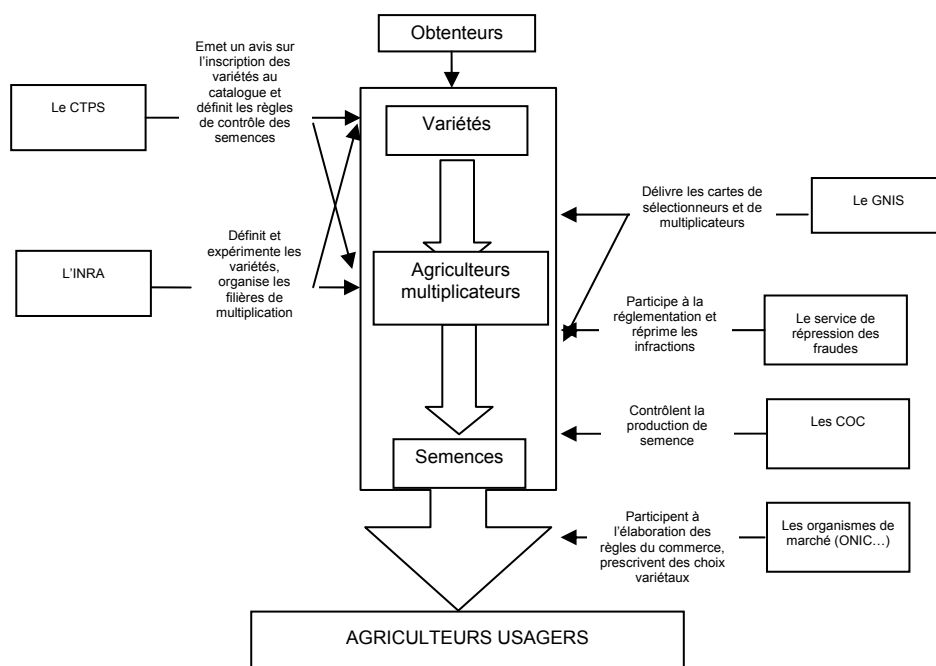 Obtenteurs
Emet un avis sur
l'inscription des
variétés au
catalogue et
définit les règles
de contrôle des
semences
Le CTPS
Variétés
Délivre les cartes de
sélectionneurs et de
multiplicateurs
Le GNIS
Définit et
expérimente les
variétés,
organise les
filières de
multiplication
L'INRA
Agriculteurs
multiplicateurs
Participe à la
réglementation et
réprime les
infractions
Le service de
répression des
fraudes
Contrôlent la
production de
semence
Les COC
Semences
Participent à
l'élaboration des
règles du commerce,
prescrivent des choix
variétaux
Les organismes de
marché (ONIC…)
AGRICULTEURS USAGERS